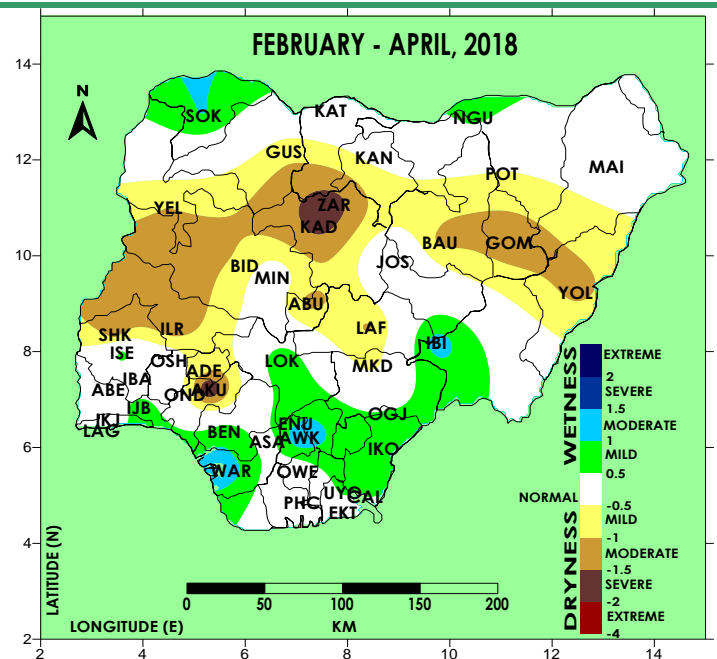 FEBRUARY - APRIL, 2018
14
N
KAT
SOK
NGU
12
GUS
KAN
POT
MAI
YEL
ZAR
KAD
10
BAU
GOM
BID
JOS
MIN
YOL
ABU
SHK
ILR
LAF
IBI
8
ISE
OSH
LOK
MKD
ADE
IBA
ABE
OND
AKU
IJB
OGJ
IKJ
LAG
ENU
BEN
AWK
6
ASA
IKO
WAR
OWE
UYO
CAL
PHC
EKT
4
2
LATITUDE (N)
LONGITUDE (E)
0 50 100 150 200
KM
2 4 6 8 10 12 14
WETNESS
DRYNESS
EXTREME
2
SEVERE
1.5
MODERATE
1
MILD
0.5
NORMAL
-0.5
MILD
-1
MODERATE
-1.5
SEVERE
-2
EXTREME
-4